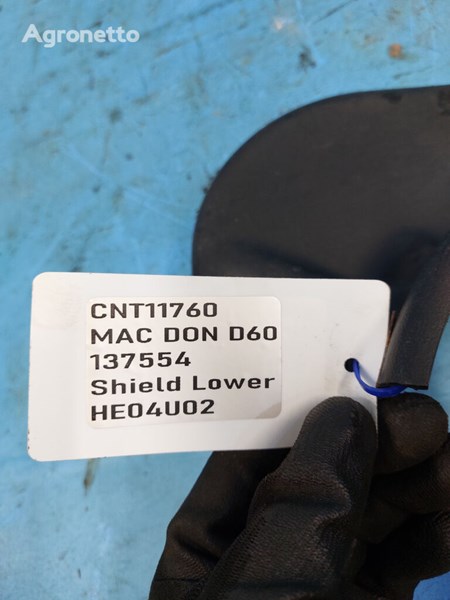 Agronetto
CNT11760
MAC DON D60
137554
Shield Lower
HE04U02